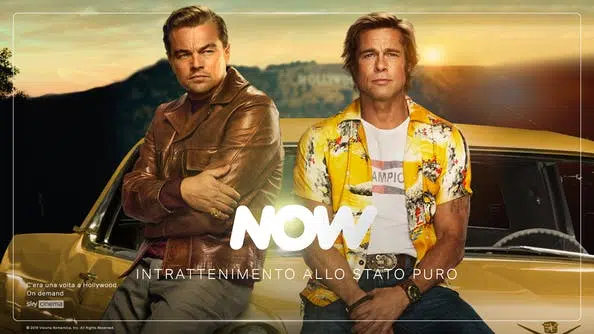 HOLLYWOOD
CHAMPION
NOW
INTRATTENIMENTO ALLO STATO PURO
C'era una volta a Hollywood
On demand
sky cinema
© 2019 Visiona Romantica, Inc. All Rights Reserved.